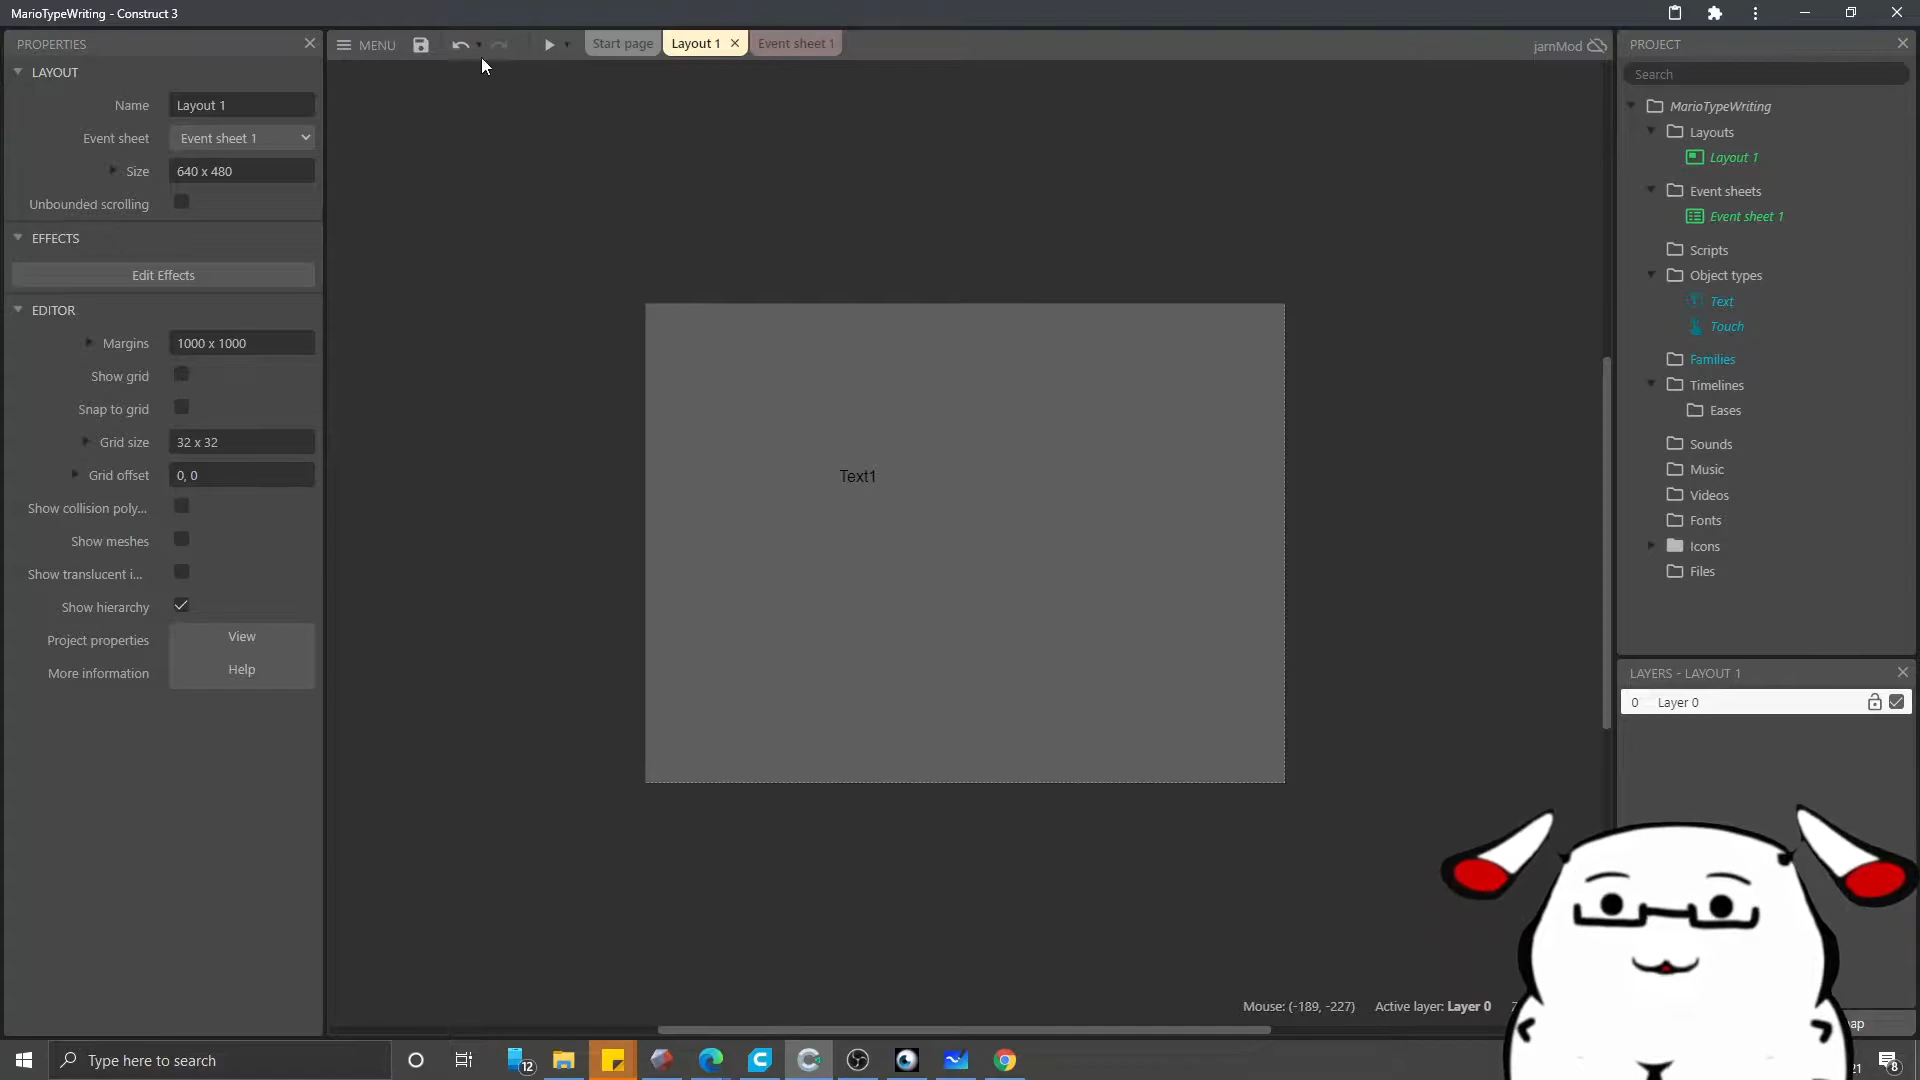 MarioTypeWriting - Construct 3
PROPERTIES
LAYOUT
Name
Layout 1
Event sheet
Event sheet 1
Size
640 x 480
Unbounded scrolling
EFFECTS
Edit Effects
EDITOR
Margins
1000 x 1000
Show grid
Snap to grid
Grid size
32 x 32
Grid offset
0, 0
Show collision poly...
Show meshes
Show translucent i...
Show hierarchy
Project properties
View
More information
Help
MENU
Start page
Layout 1
Event sheet 1
jarnMod
Text1
Mouse: (-189, -227)
Active layer: Layer 0
PROJECT
Search
MarioTypeWriting
Layouts
Layout 1
Event sheets
Event sheet 1
Scripts
Object types
Text
Touch
Families
Timelines
Eases
Sounds
Music
Videos
Fonts
Icons
Files
LAYERS - LAYOUT 1
0 Layer 0
Type here to search
12
8